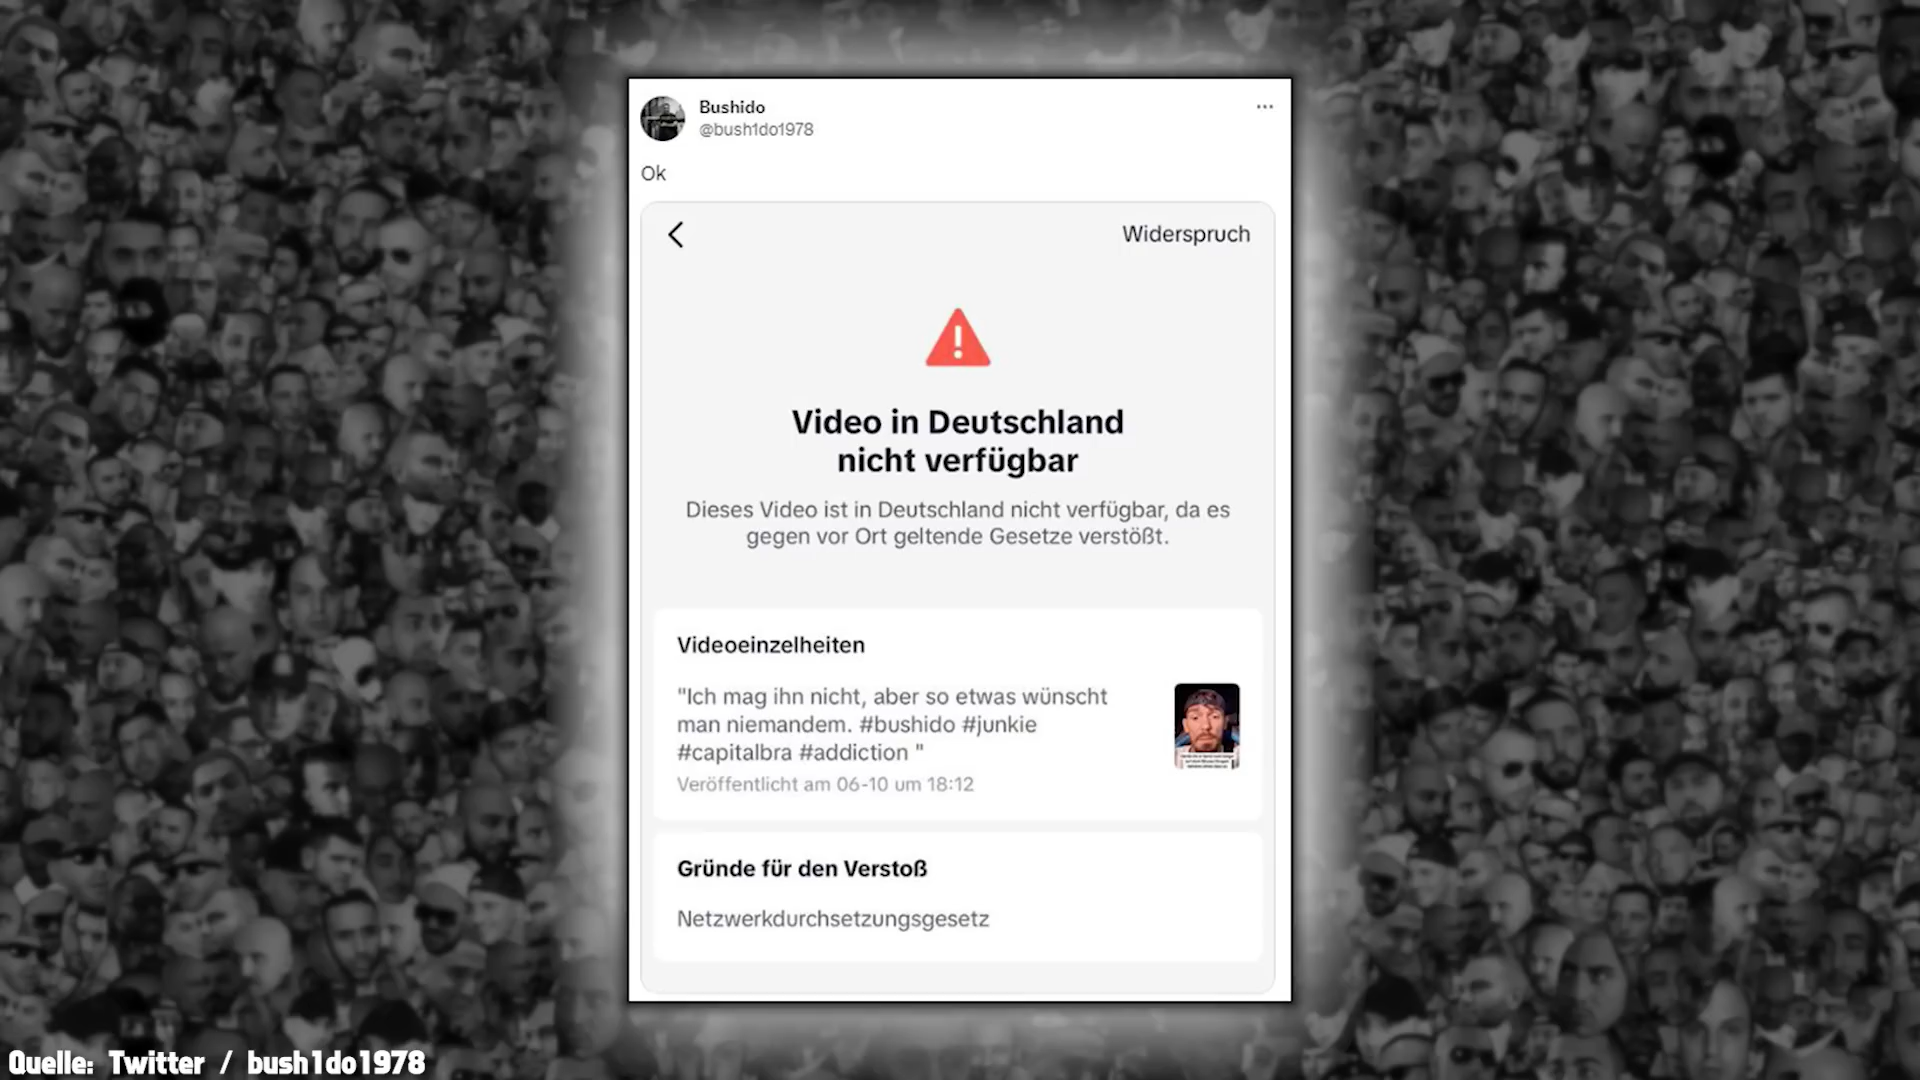 Bushido
@bush1do1978
Ok
Widerspruch
Video in Deutschland
nicht verfügbar
Dieses Video ist in Deutschland nicht verfügbar, da es
gegen vor Ort geltende Gesetze verstößt.
Videoeinzelheiten
"Ich mag ihn nicht, aber so etwas wünscht
man niemandem. #bushido #junkie
#capitalbra #addiction "
Veröffentlicht am 06-10 um 18:12
Gründe für den Verstoß
Netzwerkdurchsetzungsgesetz
Quelle: Twitter / bush1do1978